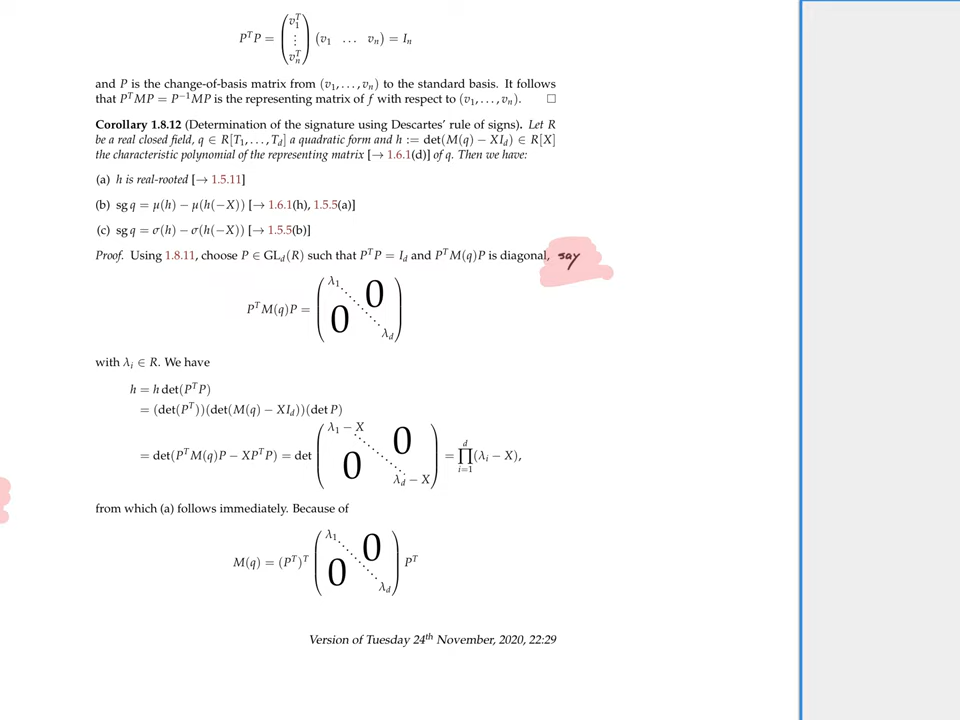 P^T P = (v_1^T ⋮ v_n^T) (v_1 … v_n) = I_n
and P is the change-of-basis matrix from (v_1, …, v_n) to the standard basis. It follows
that P^T MP = P^{−1}MP is the representing matrix of f with respect to (v_1, …, v_n). □
Corollary 1.8.12 (Determination of the signature using Descartes' rule of signs). Let R
be a real closed field, q ∈ R[T_1, …, T_d] a quadratic form and h := det(M(q) − XI_d) ∈ R[X]
the characteristic polynomial of the representing matrix [→ 1.6.1(d)] of q. Then we have:
(a) h is real-rooted [→ 1.5.11]
(b) sg q = μ(h) − μ(h(−X)) [→ 1.6.1(h), 1.5.5(a)]
(c) sg q = σ(h) − σ(h(−X)) [→ 1.5.5(b)]
Proof. Using 1.8.11, choose P ∈ GL_d(R) such that P^T P = I_d and P^T M(q)P is diagonal, say
P^T M(q)P = (λ_1 ⋱ λ_d 0 0)
with λ_i ∈ R. We have
h = h det(P^T P)
= (det(P^T))(det(M(q) − XI_d))(det P)
= det(P^T M(q)P − XP^T P) = det (λ_1 − X ⋱ λ_d − X 0 0) = ∏_{i=1}^{d} (λ_i − X),
from which (a) follows immediately. Because of
M(q) = (P^T)^T (λ_1 ⋱ λ_d 0 0) P^T
Version of Tuesday 24th November, 2020, 22:29